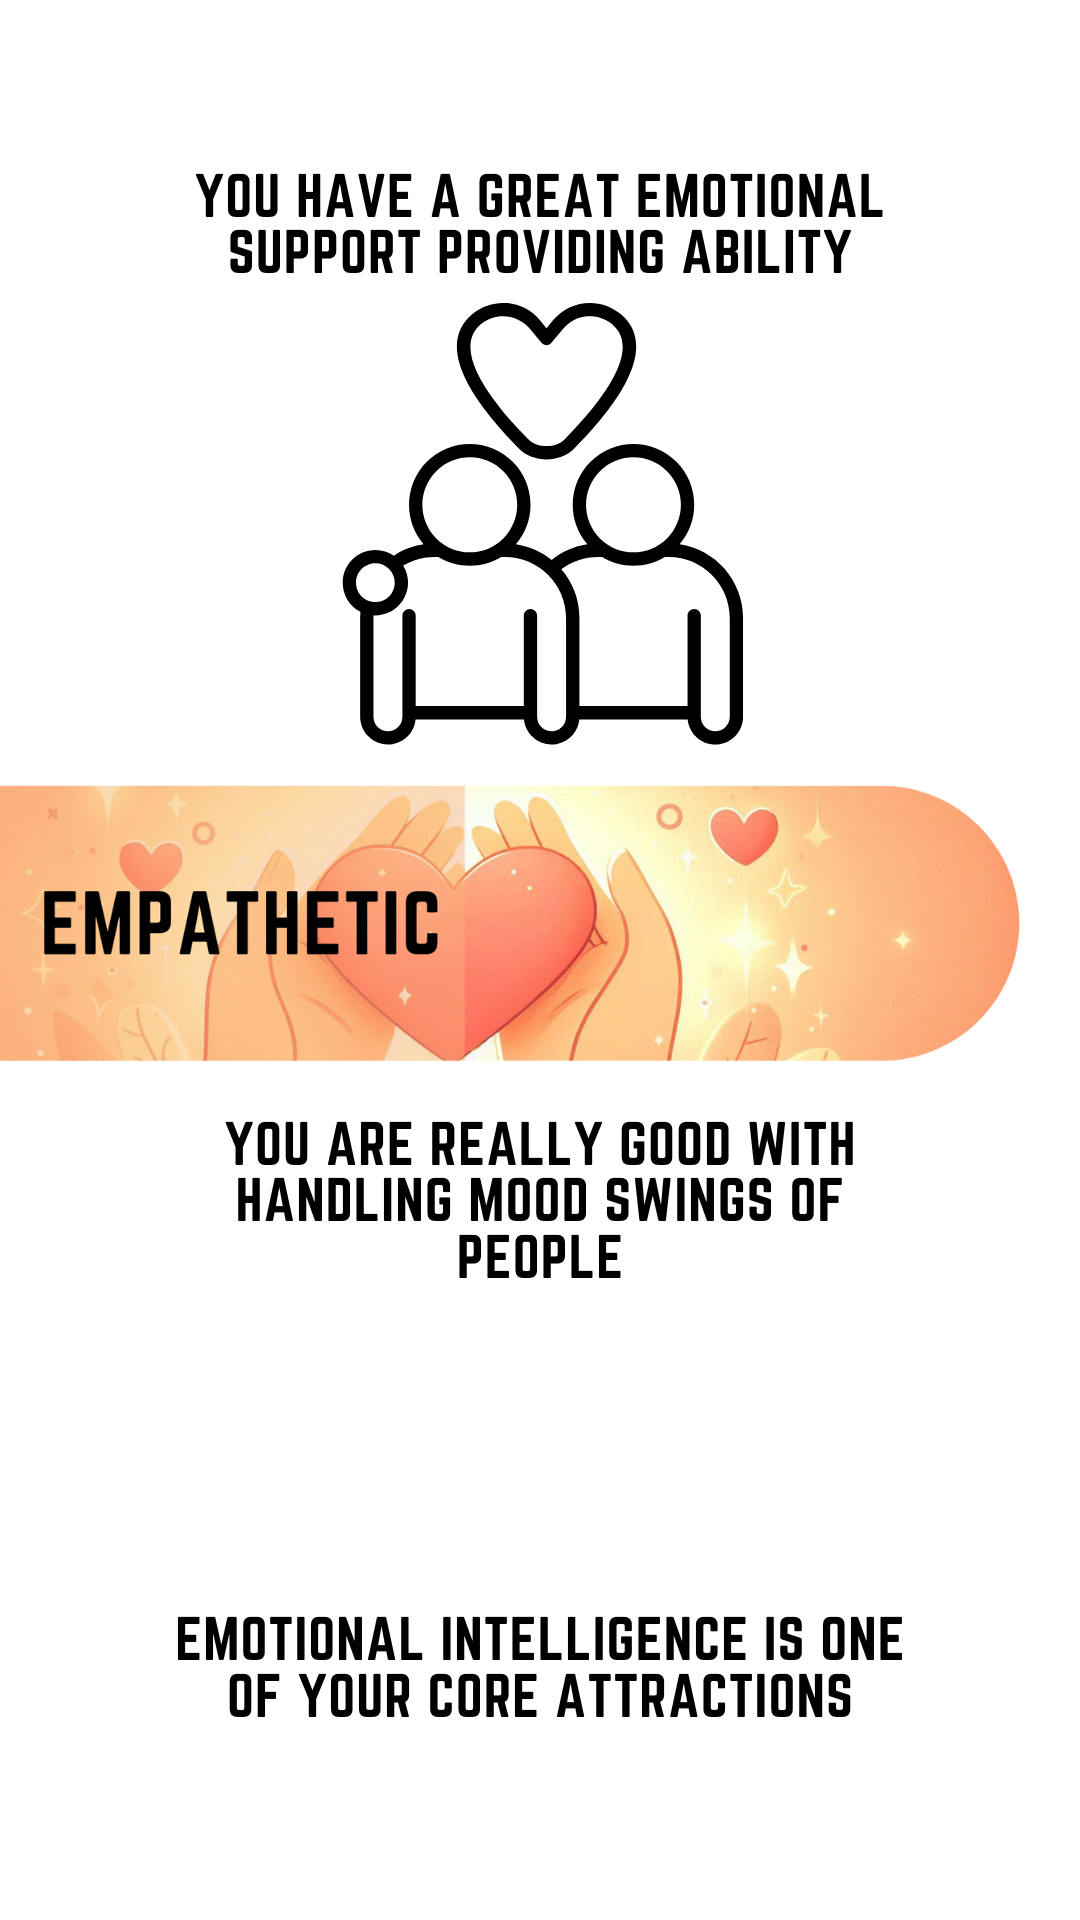 YOU HAVE A GREAT EMOTIONAL
SUPPORT PROVIDING ABILITY
EMPATHETIC
YOU ARE REALLY GOOD WITH
HANDLING MOOD SWINGS OF
PEOPLE
EMOTIONAL INTELLIGENCE IS ONE
OF YOUR CORE ATTRACTIONS